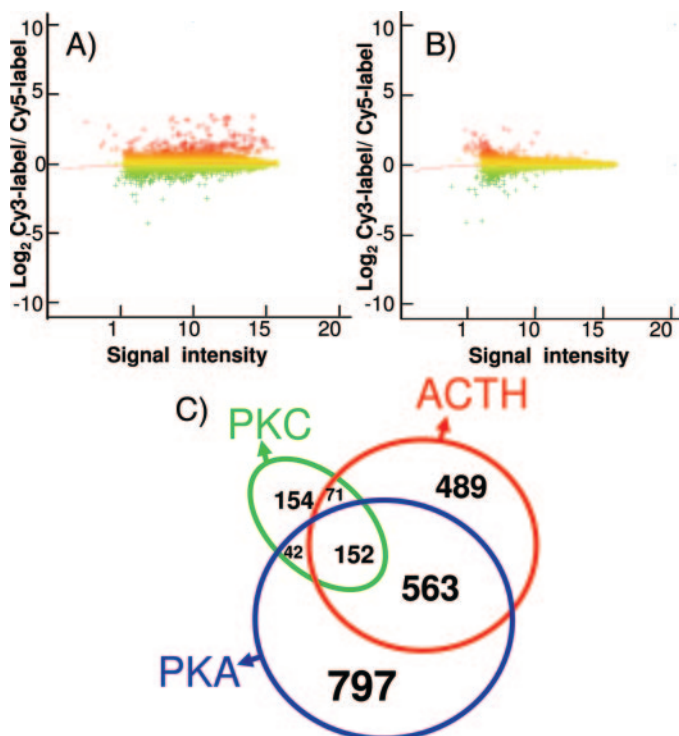 A)
Log2 Cy3-label/ Cy5-label
10
5
0
-5
-10
1 10 15 20
Signal intensity
B)
Log2 Cy3-label/ Cy5-label
10
5
0
-5
-10
1 10 15 20
Signal intensity
C)
PKC
ACTH
154
71
489
42
152
563
PKA
797